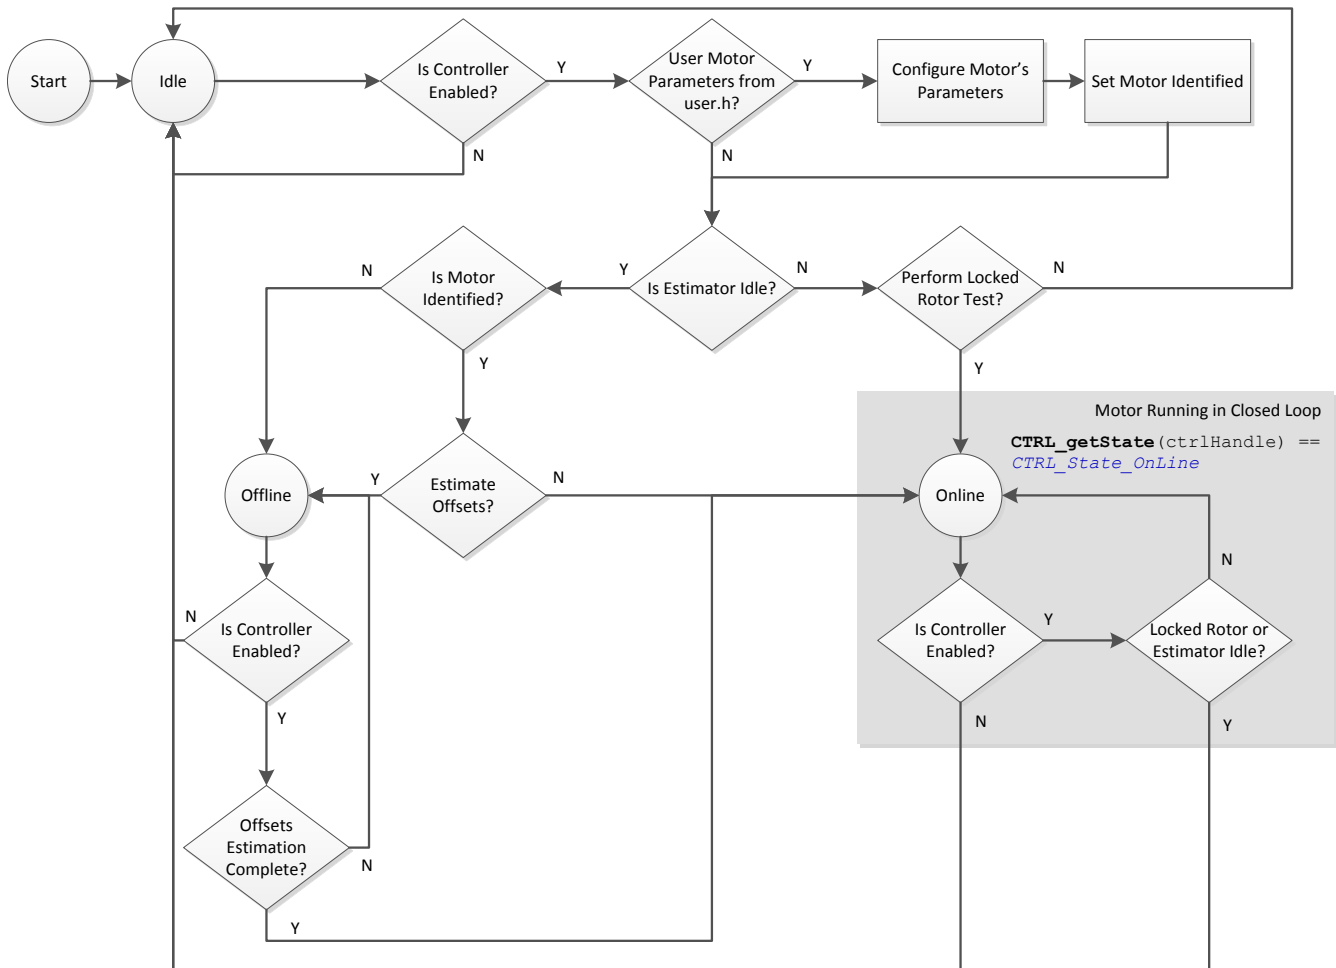 Start
Idle
Is Controller
Enabled?
Y
N
User Motor
Parameters from
user.h?
Y
N
Configure Motor's
Parameters
Set Motor Identified
Is Motor
Identified?
N
Y
Is Estimator Idle?
Y
N
Perform Locked
Rotor Test?
N
Y
Motor Running in Closed Loop
CTRL_getState(ctrlHandle) ==
CTRL_State_OnLine
Offline
Estimate
Offsets?
Y
N
Online
Is Controller
Enabled?
N
Y
Is Controller
Enabled?
Y
N
Locked Rotor or
Estimator Idle?
N
Y
Offsets
Estimation
Complete?
N
Y